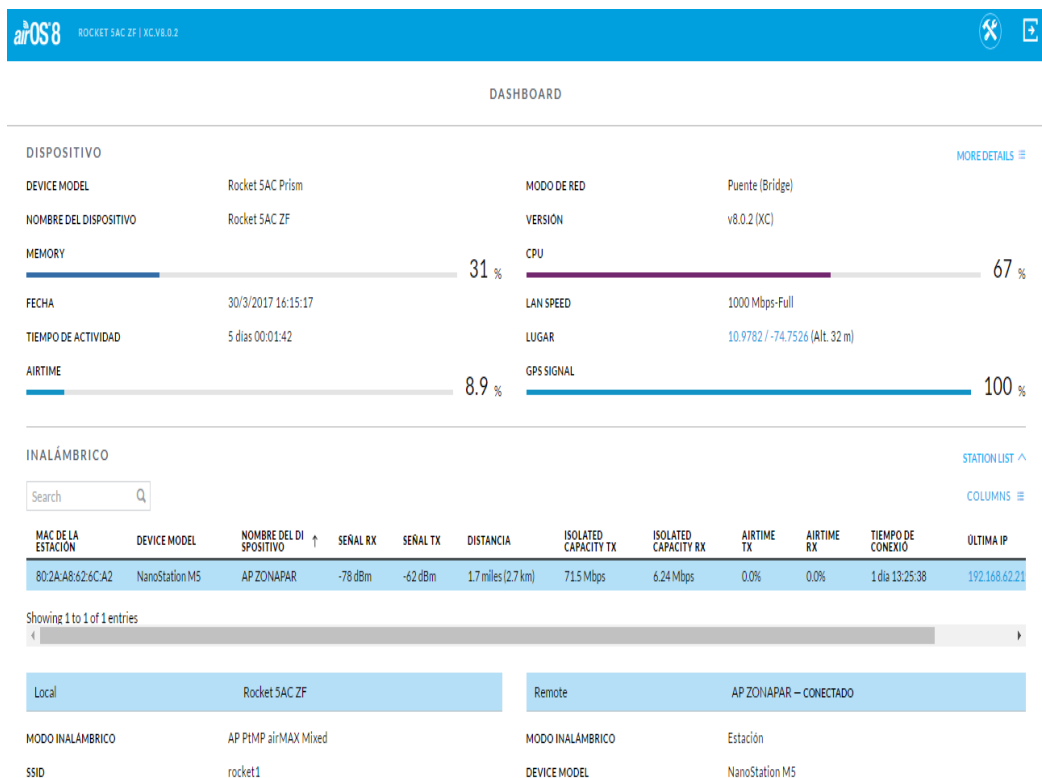 airOS 8 ROCKET 5AC ZF | XC.V8.0.2
DASHBOARD
DISPOSITIVO MORE DETAILS
DEVICE MODEL Rocket 5AC Prism MODO DE RED Puente (Bridge)
NOMBRE DEL DISPOSITIVO Rocket 5AC ZF VERSIÓN v8.0.2 (XC)
MEMORY 31 % CPU 67 %
FECHA 30/3/2017 16:15:17 LAN SPEED 1000 Mbps-Full
TIEMPO DE ACTIVIDAD 5 días 00:01:42 LUGAR 10.9782 / -74.7526 (Alt. 32 m)
AIRTIME 8.9 % GPS SIGNAL 100 %
INALÁMBRICO STATION LIST
Search COLUMNS
MAC DE LA ESTACIÓN DEVICE MODEL NOMBRE DEL DISPOSITIVO ↑ SEÑAL RX SEÑAL TX DISTANCIA ISOLATED CAPACITY TX ISOLATED CAPACITY RX AIRTIME TX AIRTIME RX TIEMPO DE CONEXIÓ ÚLTIMA IP
80:2A:A8:62:6C:A2 NanoStation M5 AP ZONAPAR -78 dBm -62 dBm 1.7 miles (2.7 km) 71.5 Mbps 6.24 Mbps 0.0% 0.0% 1 día 13:25:38 192.168.62.21
Showing 1 to 1 of 1 entries
Local Rocket 5AC ZF Remote AP ZONAPAR — CONECTADO
MODO INALÁMBRICO AP PtMP airMAX Mixed MODO INALÁMBRICO Estación
SSID rocket1 DEVICE MODEL NanoStation M5